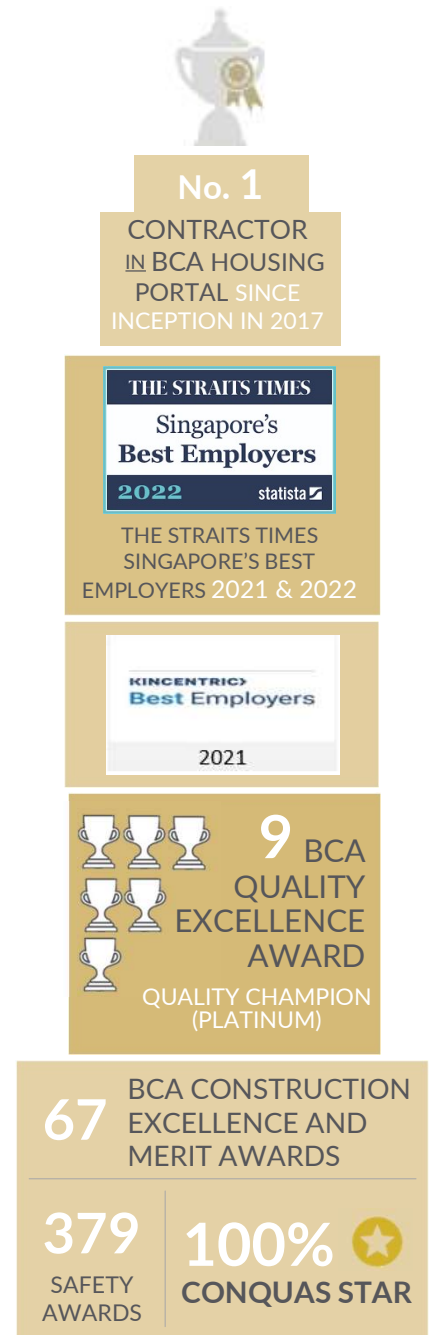 No. 1
CONTRACTOR
IN BCA HOUSING
PORTAL SINCE
INCEPTION IN 2017
THE STRAITS TIMES
Singapore's
Best Employers
2022 statista
THE STRAITS TIMES
SINGAPORE'S BEST
EMPLOYERS 2021 & 2022
KINCENTRIC>
Best Employers
2021
9 BCA
QUALITY
EXCELLENCE
AWARD
QUALITY CHAMPION
(PLATINUM)
67 BCA CONSTRUCTION
EXCELLENCE AND
MERIT AWARDS
379
SAFETY
AWARDS
100%
CONQUAS STAR